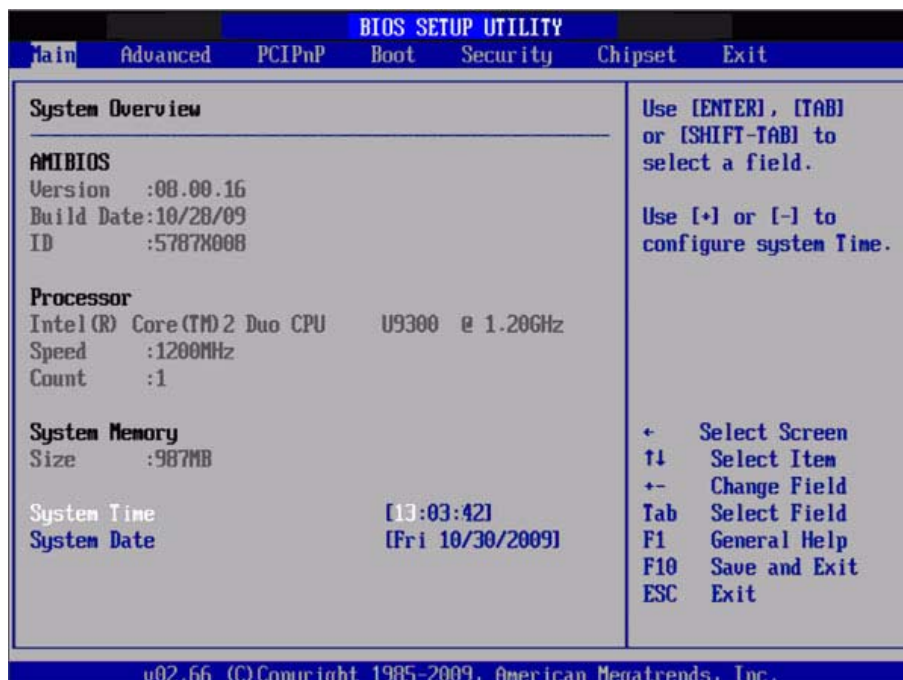 BIOS SETUP UTILITY
Main Advanced PCIPnP Boot Security Chipset Exit
System Overview
AMIBIOS
Version :08.00.16
Build Date:10/28/09
ID :5787X008
Processor
Intel(R) Core(TM)2 Duo CPU U9300 @ 1.20GHz
Speed :1200MHz
Count :1
System Memory
Size :987MB
System Time [13:03:42]
System Date [Fri 10/30/2009]
Use [ENTER], [TAB]
or [SHIFT-TAB] to
select a field.
Use [+] or [-] to
configure system Time.
← Select Screen
↑↓ Select Item
+- Change Field
Tab Select Field
F1 General Help
F10 Save and Exit
ESC Exit
v02.66 (C)Copyright 1985-2009, American Megatrends, Inc.